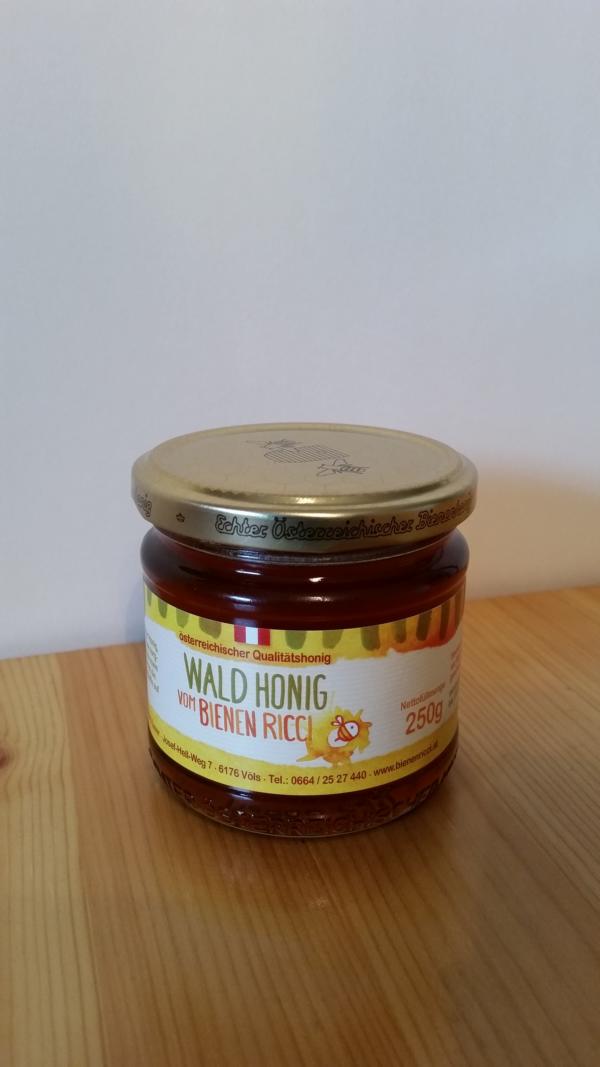 Echter Österreichischer Bienenhonig
österreichischer Qualitätshonig
WALD HONIG
VOM BIENEN RICCI
Nettofüllmenge
250g
Josef-Hell-Weg 7 · 6176 Völs · Tel.: 0664 / 25 27 440 · www.bienenricci.at